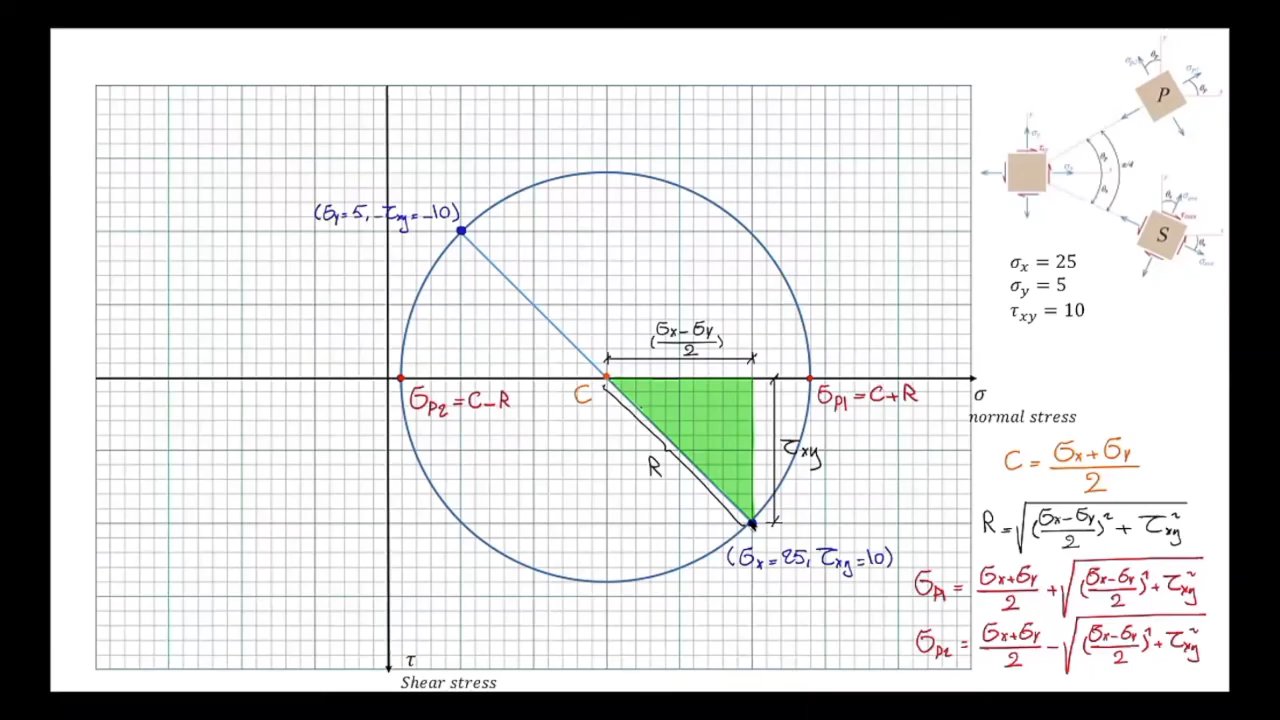 P
S
σx = 25
σy = 5
τxy = 10
(σy=5, -τxy=-10)
(σx-σy/2)
σp2 = C-R
C
σp1 = C+R
σ
normal stress
τxy
R
(σx=25, τxy=10)
C = σx+σy/2
R = √(σx-σy/2)²+τxy²
σp1 = σx+σy/2 + √(σx-σy/2)²+τxy²
σp2 = σx+σy/2 - √(σx-σy/2)²+τxy²
τ
Shear stress